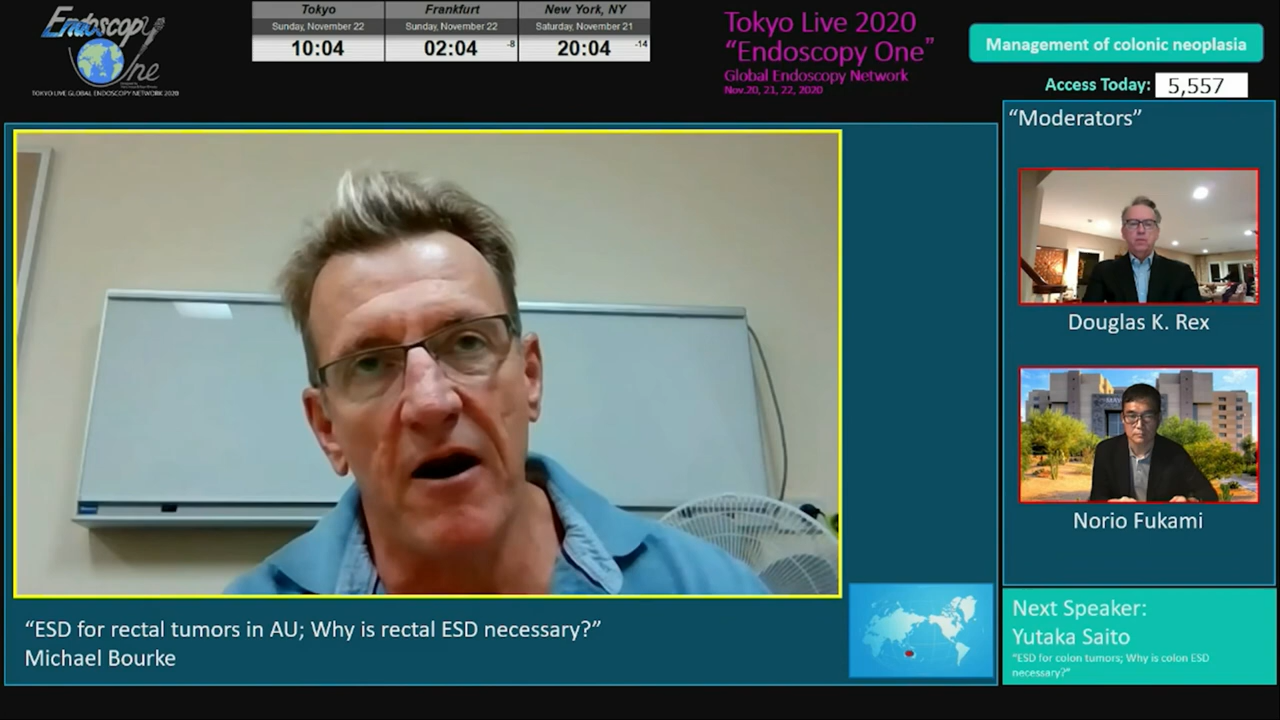 Endoscopy
One
TOKYO LIVE GLOBAL ENDOSCOPY NETWORK 2020
Tokyo
Sunday, November 22
10:04
Frankfurt
Sunday, November 22
02:04
-8
New York, NY
Saturday, November 21
20:04
-14
Tokyo Live 2020
“Endoscopy One”
Global Endoscopy Network
Nov.20, 21, 22, 2020
Management of colonic neoplasia
Access Today: 5,557
“Moderators”
Douglas K. Rex
Norio Fukami
“ESD for rectal tumors in AU; Why is rectal ESD necessary?”
Michael Bourke
Next Speaker:
Yutaka Saito
“ESD for colon tumors; Why is colon ESD
necessary?”